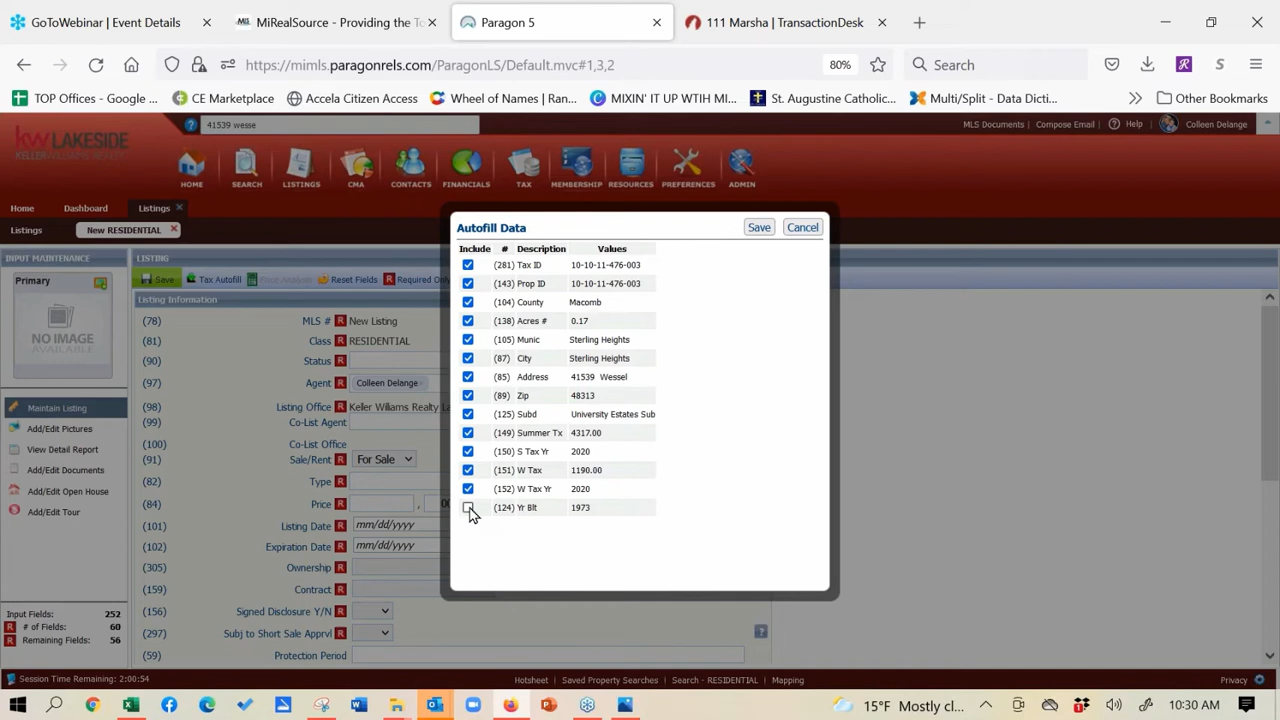 GoToWebinar | Event Details
MiRealSource - Providing the To
Paragon 5
111 Marsha | TransactionDesk
https://mimls.paragonrels.com/ParagonLS/Default.mvc#1,3,2
80%
Search
TOP Offices - Google ...
CE Marketplace
Accela Citizen Access
Wheel of Names | Ran...
MIXIN' IT UP WTIH MI...
St. Augustine Catholic...
Multi/Split - Data Dicti...
Other Bookmarks
kw LAKESIDE
41539 wesse
MLS Documents
Compose Email
Help
Colleen Delange
HOME
SEARCH
LISTINGS
CMA
CONTACTS
FINANCIALS
TAX
MEMBERSHIP
RESOURCES
PREFERENCES
ADMIN
Home
Dashboard
Listings
Listings
New RESIDENTIAL
INPUT MAINTENANCE
Primary
NO IMAGE
AVAILABLE
Maintain Listing
Add/Edit Pictures
View Detail Report
Add/Edit Documents
Add/Edit Open House
Add/Edit Tour
Input Fields: 252
R # of Fields: 60
R Remaining Fields: 56
LISTING
Save
Tax Autofill
Reset Fields
R Required Only
Listing Information
(78) MLS # R New Listing
(81) Class R RESIDENTIAL
(90) Status R
(97) Agent R Colleen Delange
(98) Listing Office R Keller Williams Realty La
(99) Co-List Agent
(100) Co-List Office
(91) Sale/Rent R For Sale
(82) Type R
(84) Price R , 00
(101) Listing Date R mm/dd/yyyy
(102) Expiration Date R mm/dd/yyyy
(305) Ownership R
(159) Contract R
(156) Signed Disclosure Y/N R
(297) Subj to Short Sale Apprvl R
(59) Protection Period R
Autofill Data
Save
Cancel
Include # Description Values
(281) Tax ID 10-10-11-476-003
(143) Prop ID 10-10-11-476-003
(104) County Macomb
(138) Acres # 0.17
(105) Munic Sterling Heights
(87) City Sterling Heights
(85) Address 41539 Wessel
(89) Zip 48313
(125) Subd University Estates Sub
(149) Summer Tx 4317.00
(150) S Tax Yr 2020
(151) W Tax 1190.00
(152) W Tax Yr 2020
(124) Yr Blt 1973
Session Time Remaining: 2:00:54
Hotsheet
Saved Property Searches
Search - RESIDENTIAL
Mapping
Privacy
15°F Mostly cl...
10:30 AM